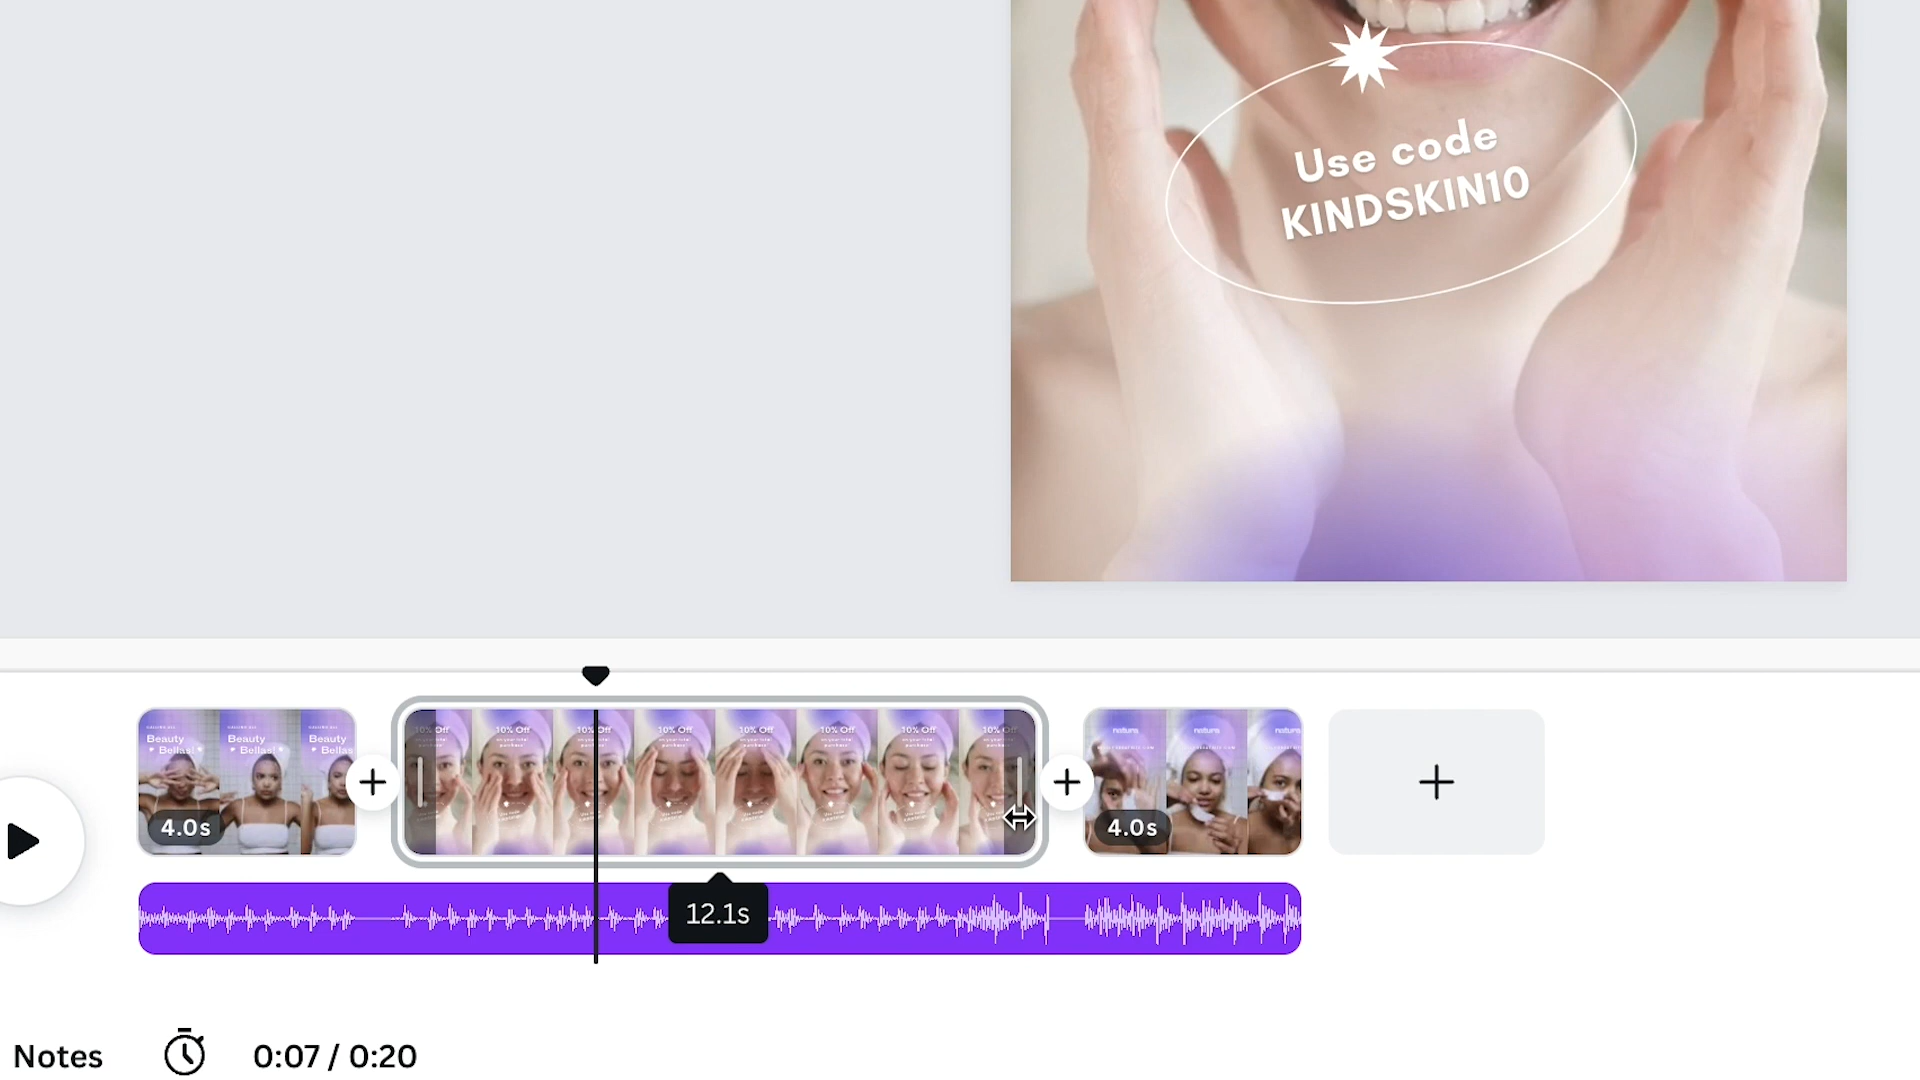 Use code
KINDSKIN10
Beauty
Bellas!
Beauty
Bellas!
Beauty
Bellas
4.0s
10% Off
10% Off
10% Off
10% Off
10% Off
10% Off
10% Off
10% Off
12.1s
4.0s
Notes
0:07 / 0:20